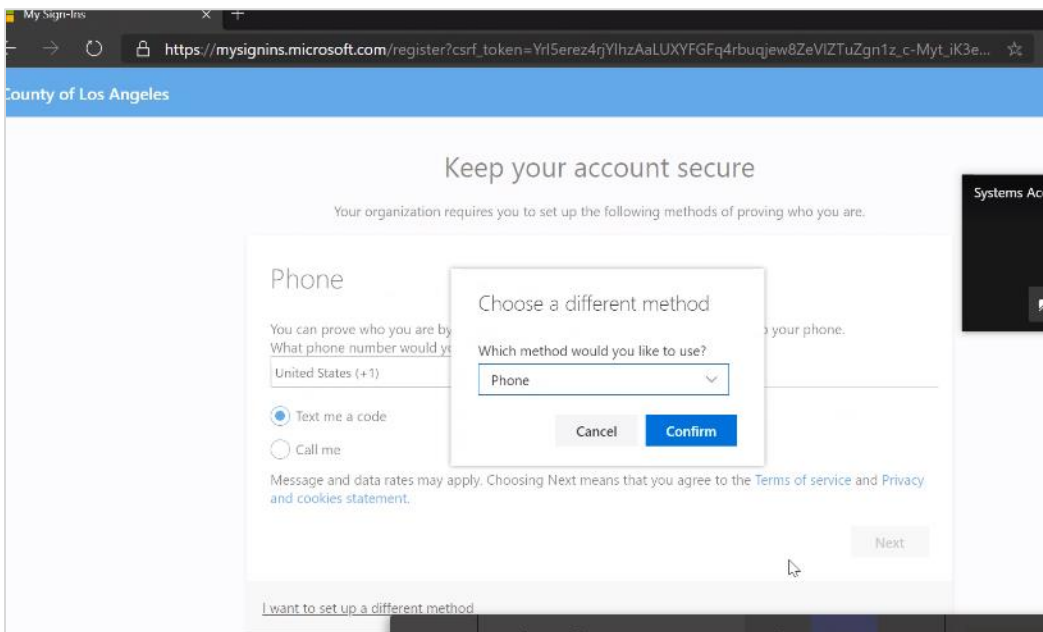 My Sign-Ins
https://mysignins.microsoft.com/register?csrf_token=YrI5erez4rjYlhzAaLUXYFGFq4rbuqjew8ZeVlZTuZgn1z_c-Myt_iK3e...
County of Los Angeles
Keep your account secure
Your organization requires you to set up the following methods of proving who you are.
Systems Ac
Phone
You can prove who you are by
your phone.
What phone number would yo
United States (+1)
Text me a code
Call me
Choose a different method
Which method would you like to use?
Phone
Cancel
Confirm
Message and data rates may apply. Choosing Next means that you agree to the Terms of service and Privacy
and cookies statement.
Next
I want to set up a different method